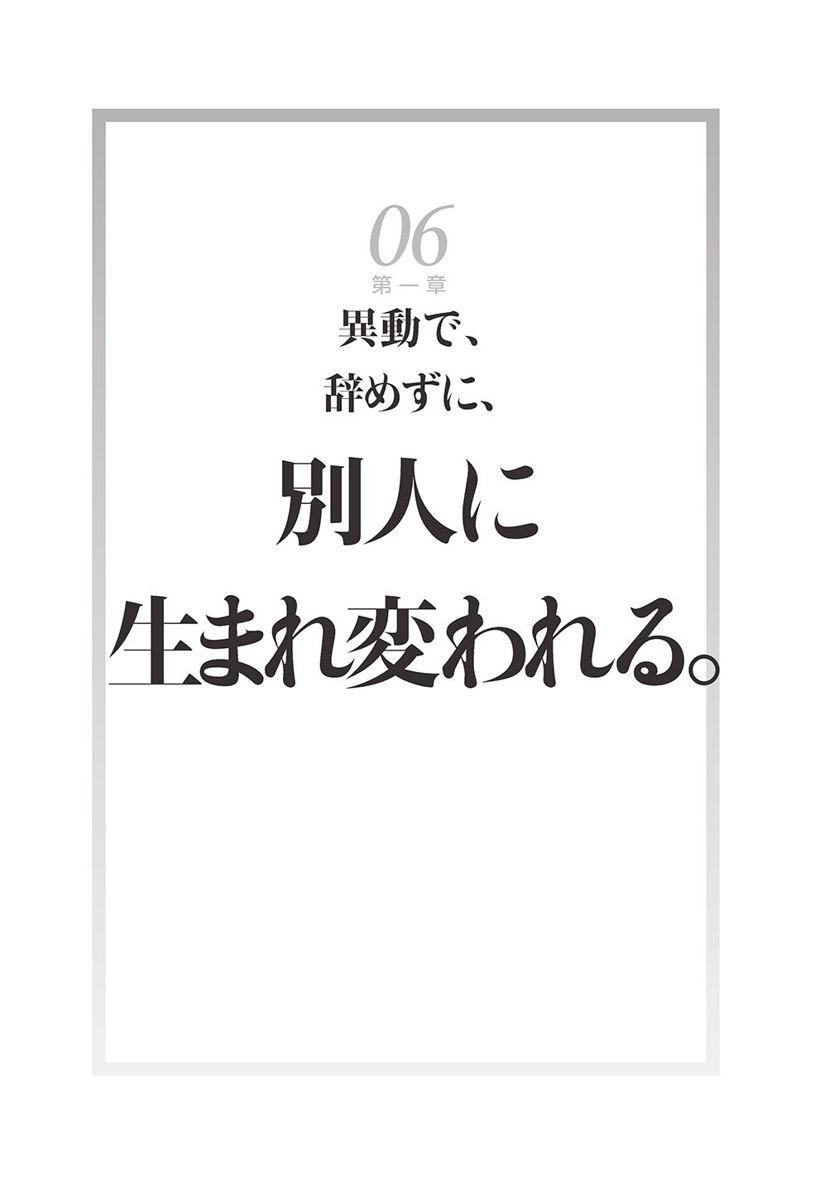 06
第一章
異動で、
辞めずに、
別人に
生まれ変われる。